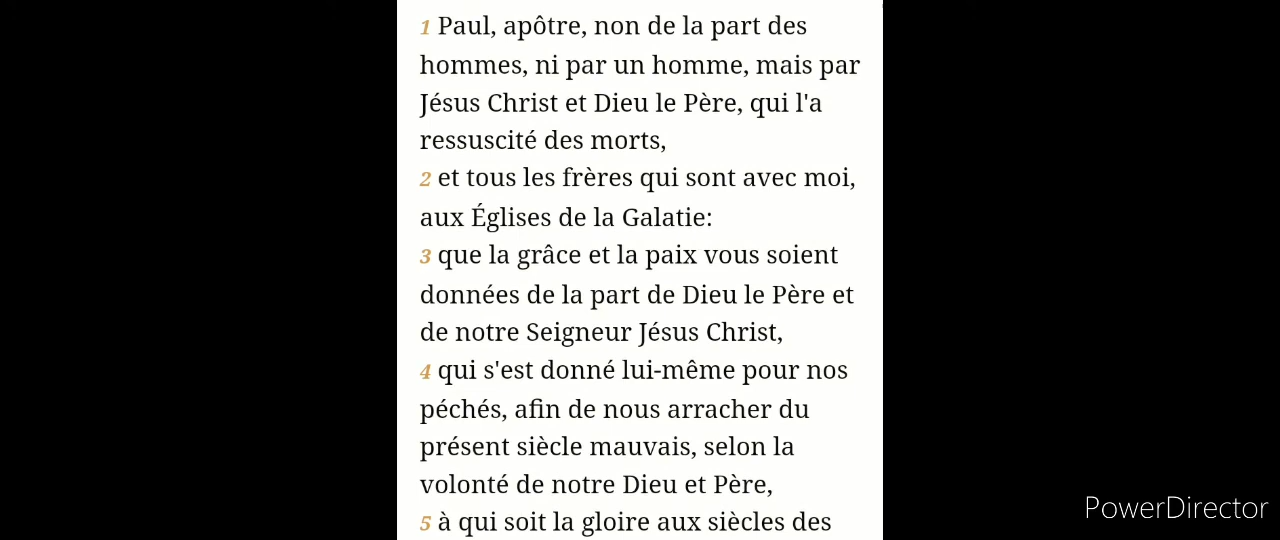 1 Paul, apôtre, non de la part des
hommes, ni par un homme, mais par
Jésus Christ et Dieu le Père, qui l'a
ressuscité des morts,
2 et tous les frères qui sont avec moi,
aux Églises de la Galatie:
3 que la grâce et la paix vous soient
données de la part de Dieu le Père et
de notre Seigneur Jésus Christ,
4 qui s'est donné lui-même pour nos
péchés, afin de nous arracher du
présent siècle mauvais, selon la
volonté de notre Dieu et Père,
5 à qui soit la gloire aux siècles des
PowerDirector